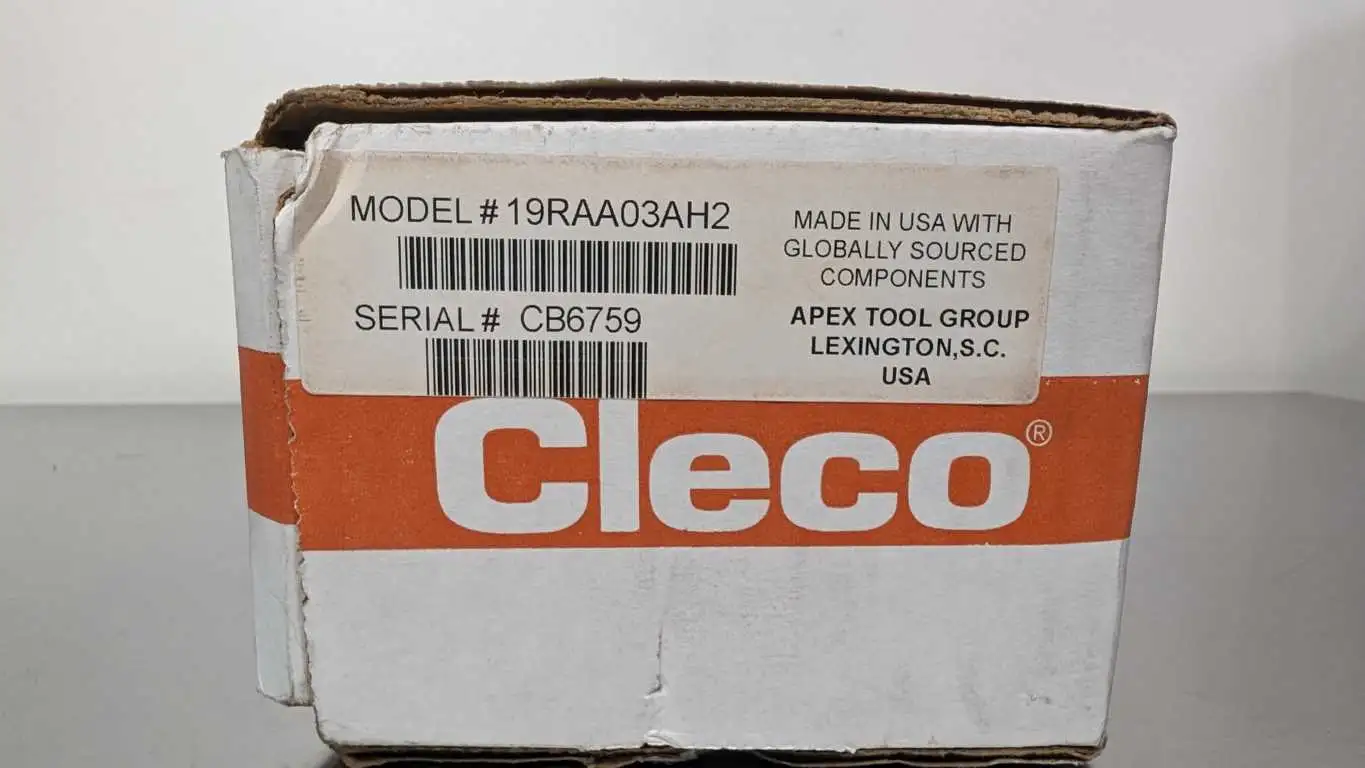 MODEL # 19RAA03AH2
SERIAL # CB6759
MADE IN USA WITH
GLOBALLY SOURCED
COMPONENTS
APEX TOOL GROUP
LEXINGTON,S.C.
USA
Cleco®